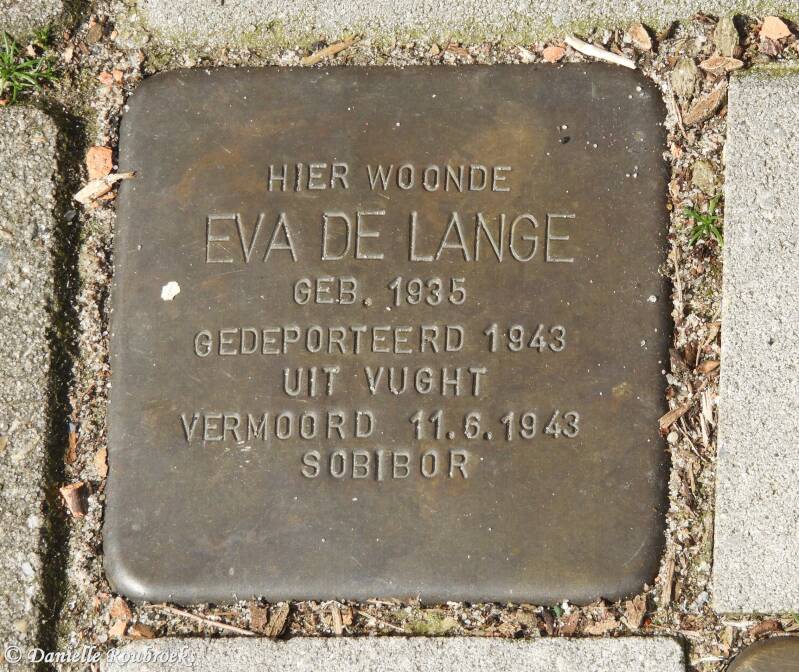 HIER WOONDE
EVA DE LANGE
GEB. 1935
GEDEPORTEERD 1943
UIT VUGHT
VERMOORD 11.6.1943
SOBIBOR
© Danielle Roubroeks